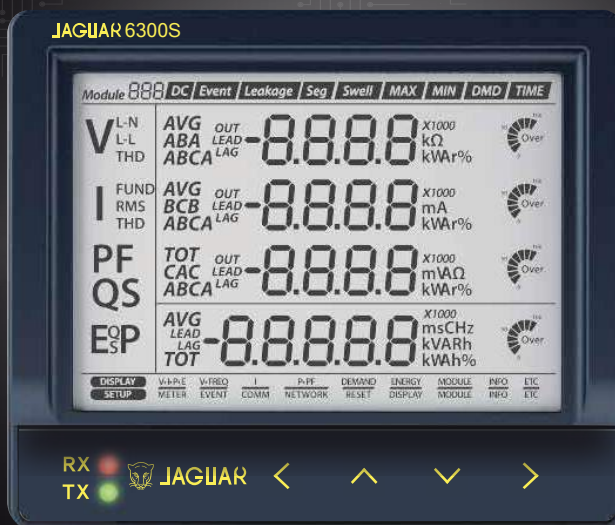 JAGUAR 6300S
Module 888 DC Event Leakage Seg Swell MAX MIN DMD TIME
V L-N L-L THD
AVG ABA ABCA OUT LEAD LAG -8.8.8.8 X1000 kΩ kWAr% Over
I FUND RMS THD
AVG BCB ABCA OUT LEAD LAG -8.8.8.8 X1000 mA kWAr% Over
PF QS
TOT CAC ABCA OUT LEAD LAG -8.8.8.8 X1000 mVAΩ kWAr% Over
EQSP
AVG LEAD LAG TOT -8.8.8.8.8 X1000 msCHz kVARh kWAh% Over
DISPLAY V•I•P•E V•FREQ I P•PF DEMAND ENERGY MODULE INFO ETC
SETUP METER EVENT COMM NETWORK RESET DISPLAY MODULE INFO ETC
RX
TX
JAGUAR